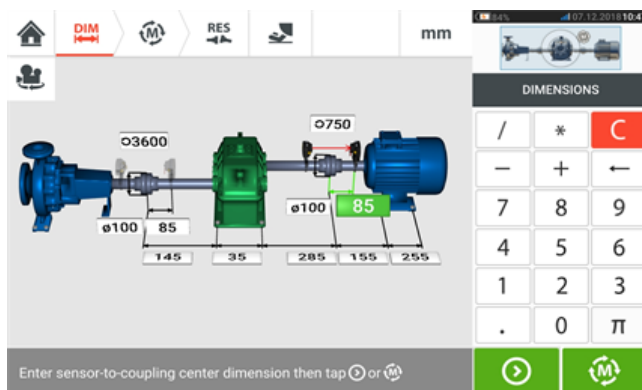 DIM
RES
mm
84%
07.12.2018 10:4
DIMENSIONS
3600
750
ø100
85
ø100
85
145
35
285
155
255
/ * C
− + ←
7 8 9
4 5 6
1 2 3
. 0 π
Enter sensor-to-coupling center dimension then tap or
M